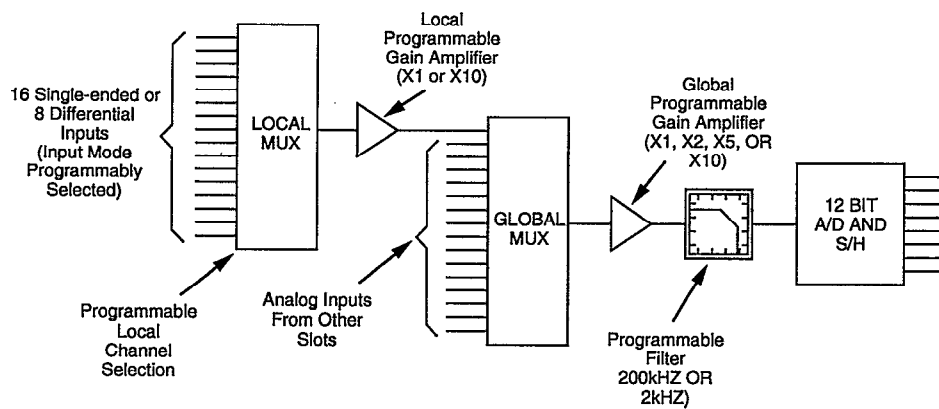 Local
Programmable
Gain Amplifier
(X1 or X10)
16 Single-ended or
8 Differential
Inputs
(Input Mode
Programmably
Selected)
LOCAL
MUX
Programmable
Local
Channel
Selection
Analog Inputs
From Other
Slots
GLOBAL
MUX
Global
Programmable
Gain Amplifier
(X1, X2, X5, OR
X10)
Programmable
Filter
200kHZ OR
2kHZ)
12 BIT
A/D AND
S/H